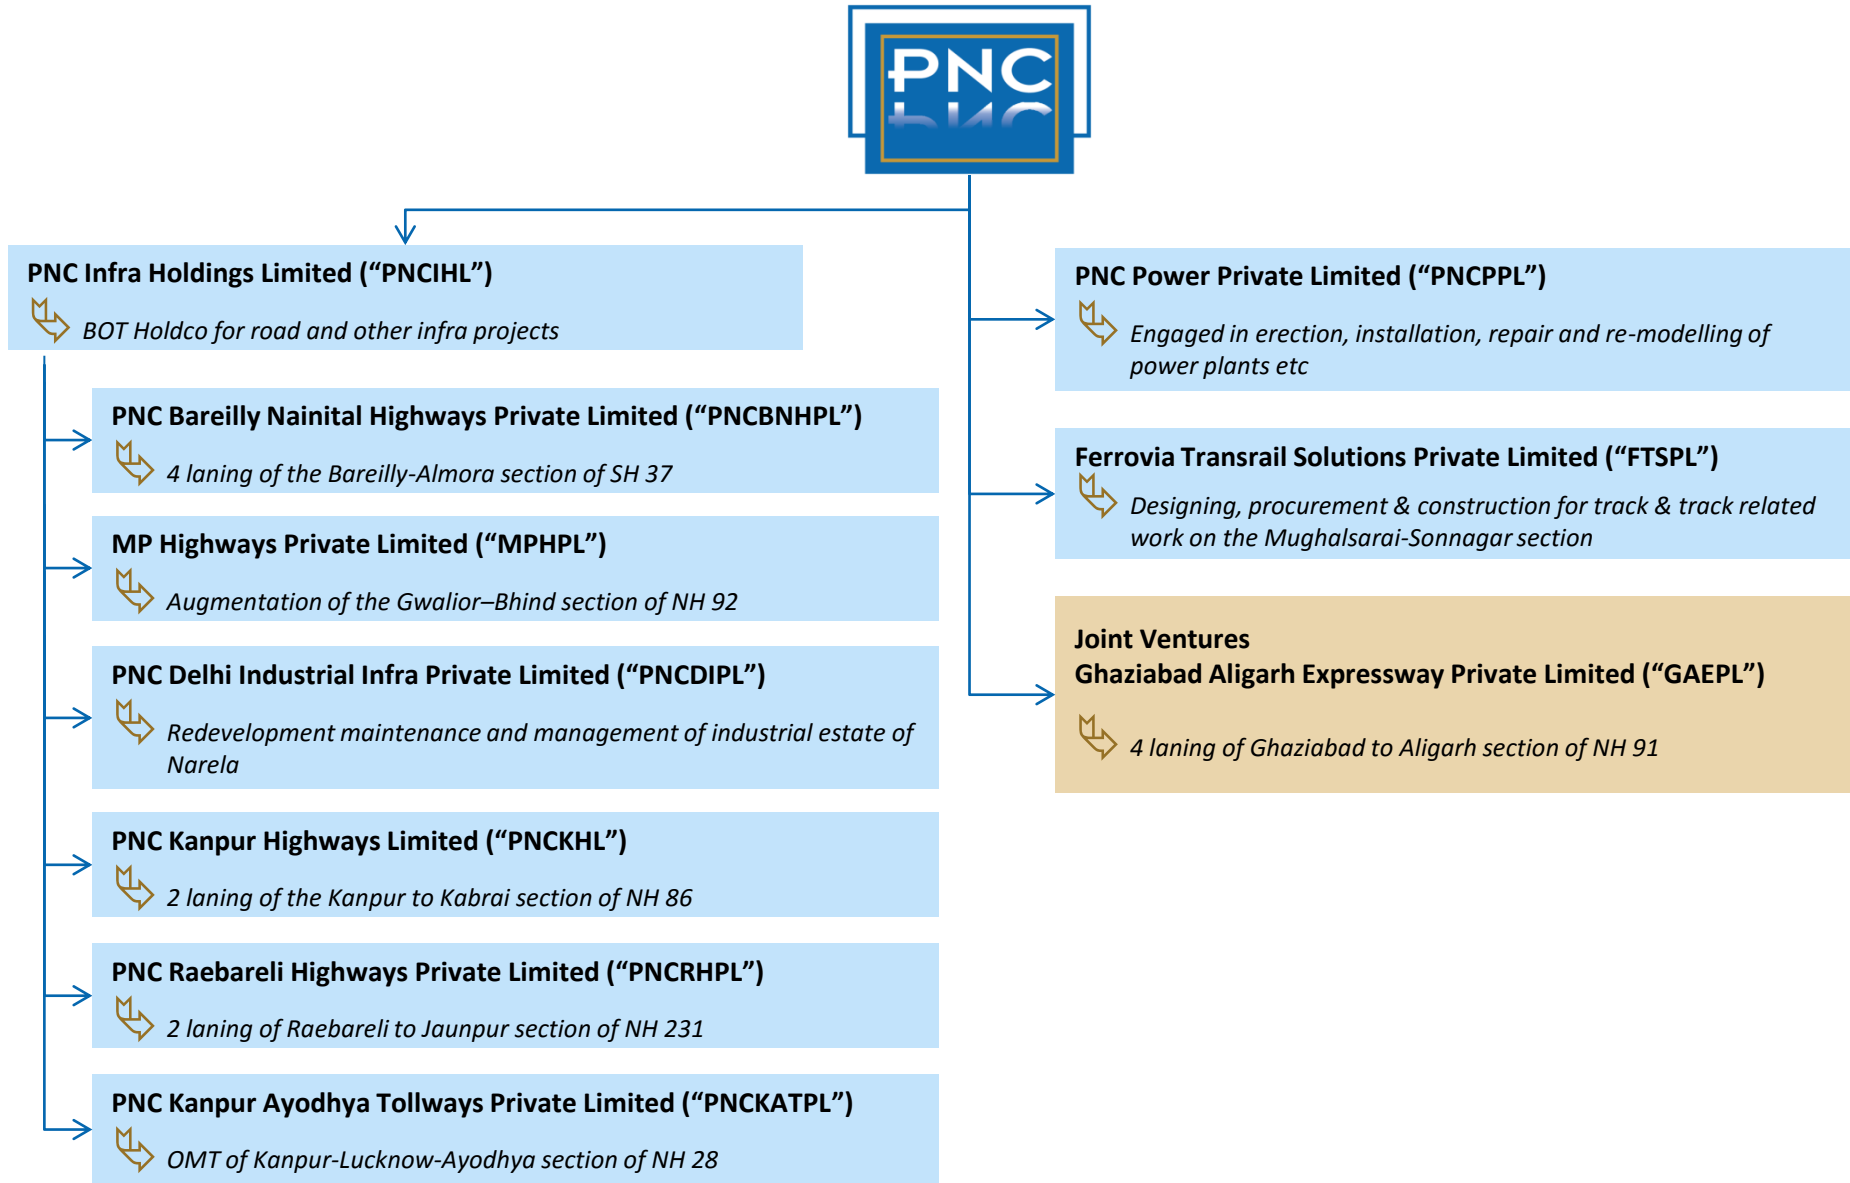 PNC
PNC Infra Holdings Limited (“PNCIHL”)
BOT Holdco for road and other infra projects
PNC Bareilly Nainital Highways Private Limited (“PNCBNHPL”)
4 laning of the Bareilly-Almora section of SH 37
MP Highways Private Limited (“MPHPL”)
Augmentation of the Gwalior–Bhind section of NH 92
PNC Delhi Industrial Infra Private Limited (“PNCDIPL”)
Redevelopment maintenance and management of industrial estate of
Narela
PNC Kanpur Highways Limited (“PNCKHL”)
2 laning of the Kanpur to Kabrai section of NH 86
PNC Raebareli Highways Private Limited (“PNCRHPL”)
2 laning of Raebareli to Jaunpur section of NH 231
PNC Kanpur Ayodhya Tollways Private Limited (“PNCKATPL”)
OMT of Kanpur-Lucknow-Ayodhya section of NH 28
PNC Power Private Limited (“PNCPPL”)
Engaged in erection, installation, repair and re-modelling of
power plants etc
Ferrovia Transrail Solutions Private Limited (“FTSPL”)
Designing, procurement & construction for track & track related
work on the Mughalsarai-Sonnagar section
Joint Ventures
Ghaziabad Aligarh Expressway Private Limited (“GAEPL”)
4 laning of Ghaziabad to Aligarh section of NH 91